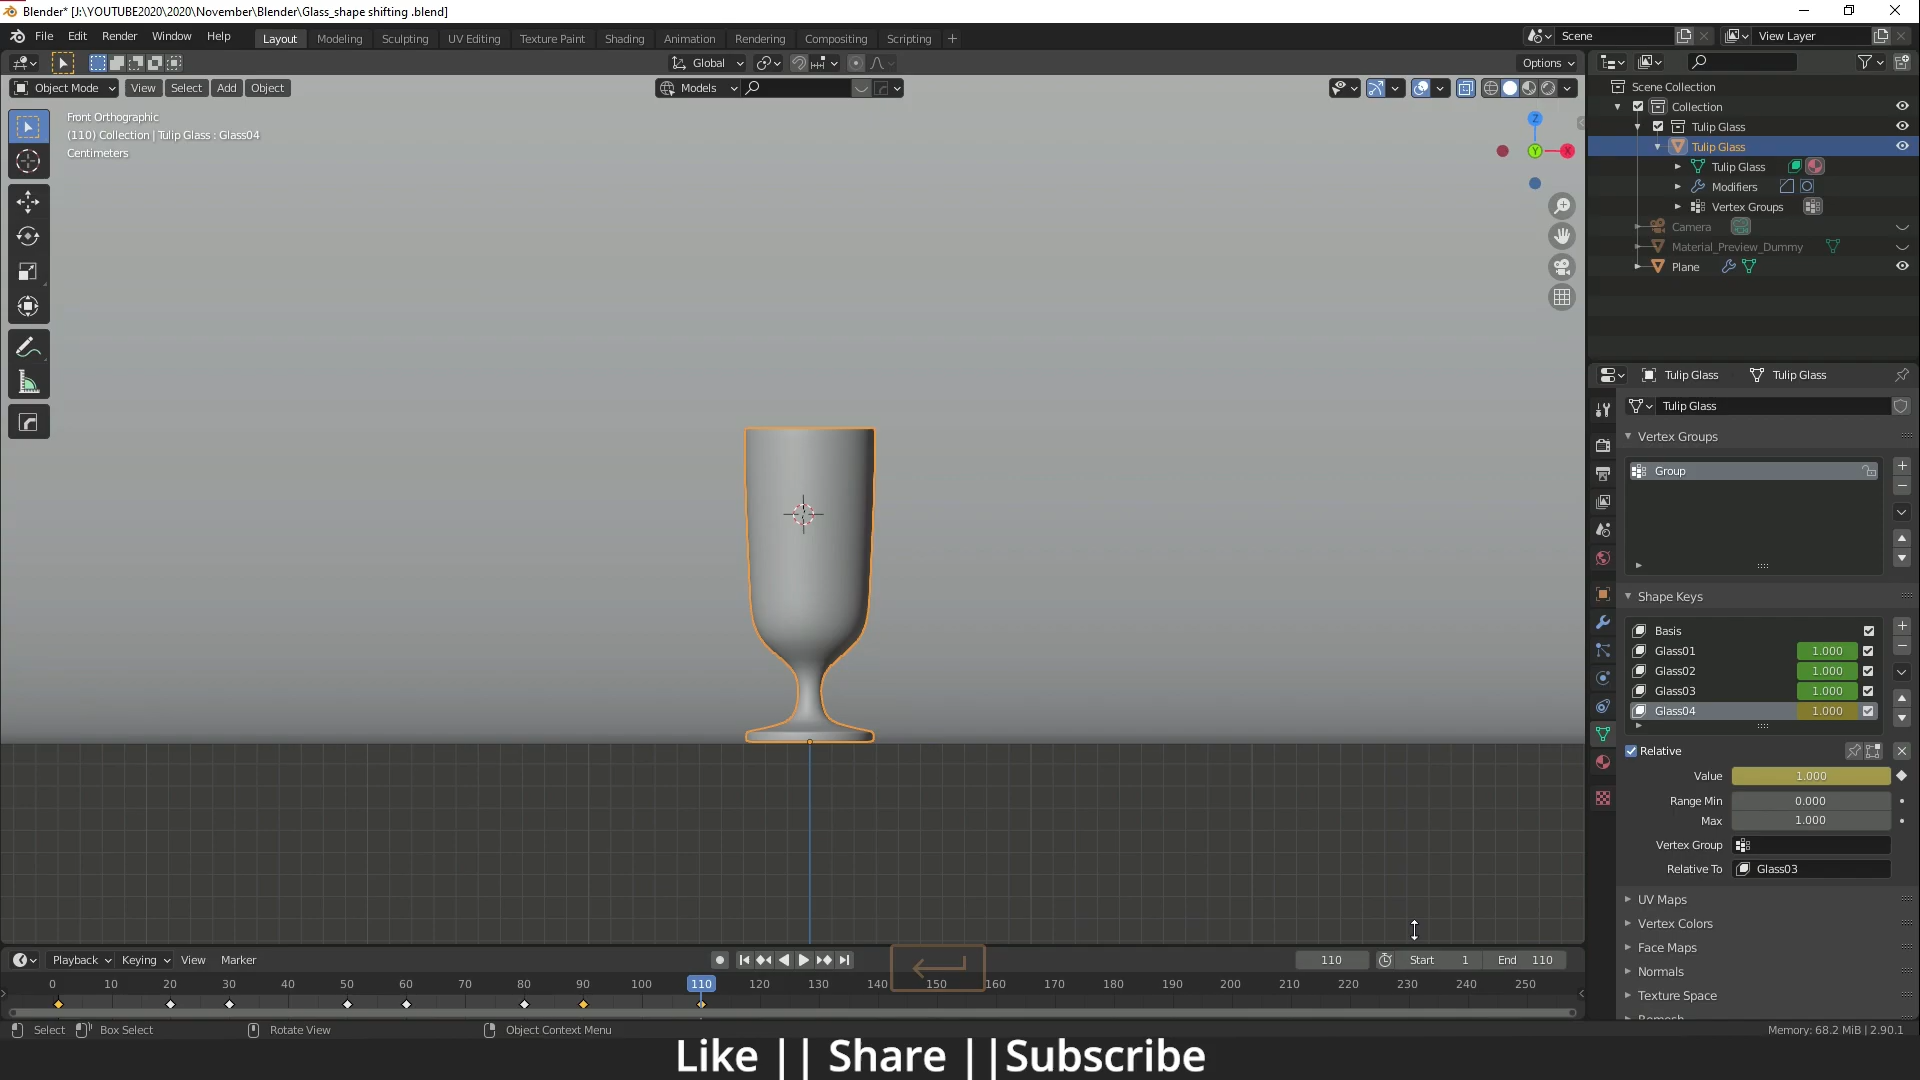 Blender* [J:\YOUTUBE2020\2020\November\Blender\Glass_shape shifting .blend]
File Edit Render Window Help Layout Modeling Sculpting UV Editing Texture Paint Shading Animation Rendering Compositing Scripting + Scene View Layer
Global Options
Object Mode View Select Add Object Models
Front Orthographic
(110) Collection | Tulip Glass : Glass04
Centimeters
Z
Y
X
Scene Collection
Collection
Tulip Glass
Tulip Glass
Tulip Glass
Modifiers
Vertex Groups
Camera
Material_Preview_Dummy
Plane
Tulip Glass Tulip Glass
Tulip Glass
Vertex Groups
Group
Shape Keys
Basis
Glass01 1.000
Glass02 1.000
Glass03 1.000
Glass04 1.000
Relative
Value 1.000
Range Min 0.000
Max 1.000
Vertex Group
Relative To Glass03
UV Maps
Vertex Colors
Face Maps
Normals
Texture Space
Remesh
Playback Keying View Marker 110 Start 1 End 110
0 10 20 30 40 50 60 70 80 90 100 110 120 130 140 150 160 170 180 190 200 210 220 230 240 250
Select Box Select Rotate View Object Context Menu Memory: 68.2 MiB | 2.90.1
Like || Share ||Subscribe